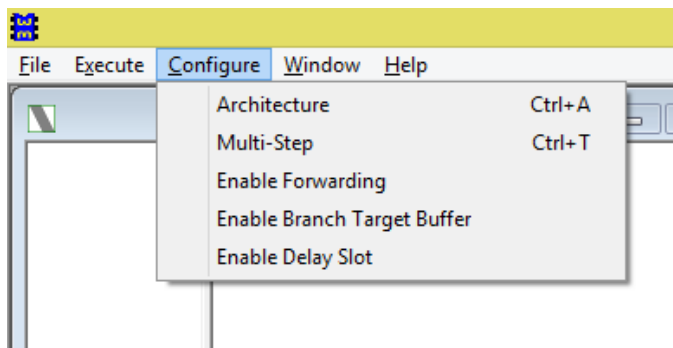 File Execute Configure Window Help
Architecture Ctrl+A
Multi-Step Ctrl+T
Enable Forwarding
Enable Branch Target Buffer
Enable Delay Slot